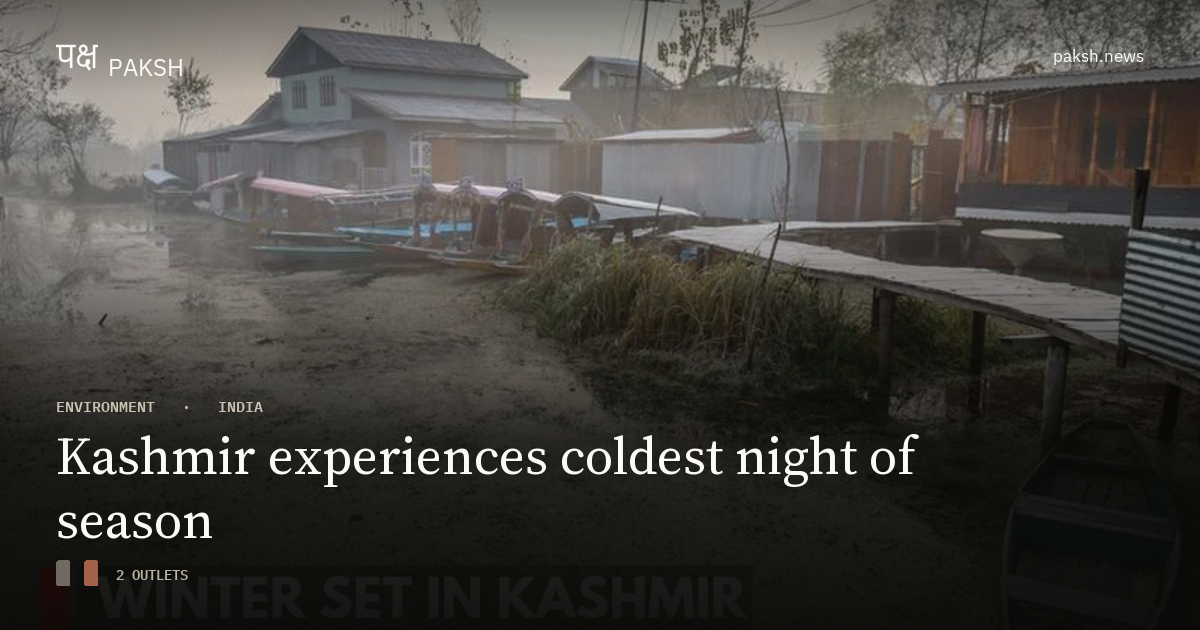 पक्ष PAKSH
paksh.news
ENVIRONMENT · INDIA
Kashmir experiences coldest night of
season
2 OUTLETS
WINTER SET IN KASHMIR